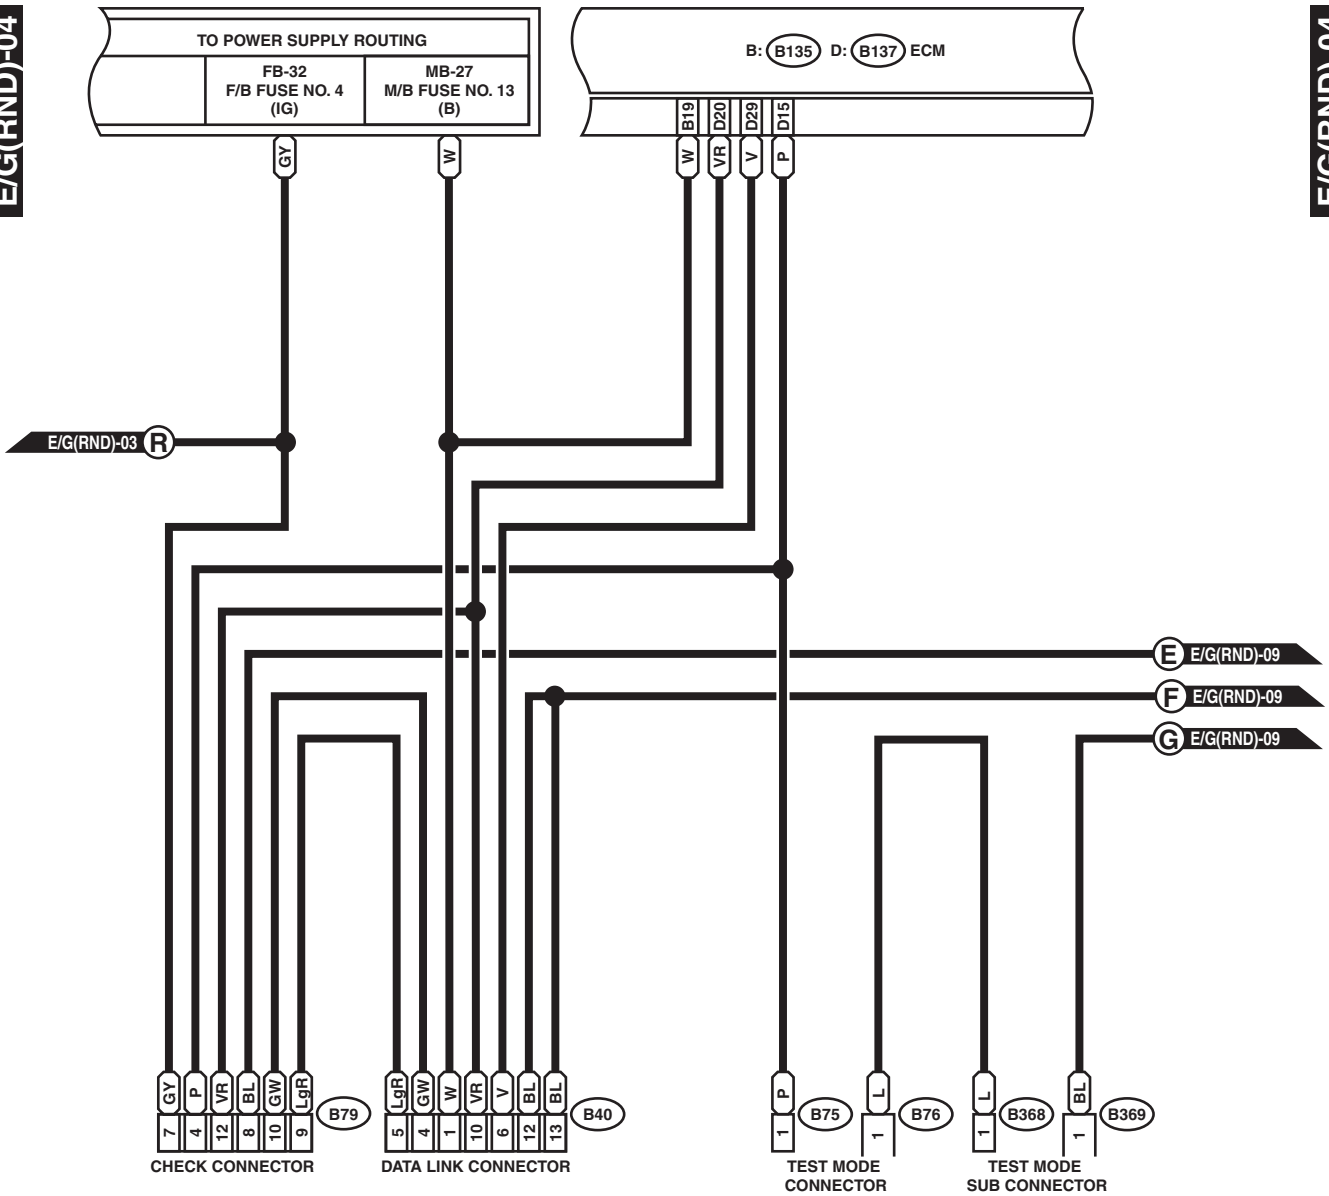 E/G(RND)-04
E/G(RND)-04
TO POWER SUPPLY ROUTING
FB-32
F/B FUSE NO. 4
(IG)
MB-27
M/B FUSE NO. 13
(B)
B: B135 D: B137 ECM
B19 D20 D29 D15
GY W W VR V P
E/G(RND)-03 R
E E/G(RND)-09
F E/G(RND)-09
G E/G(RND)-09
GY P VR BL GW LgR
7 4 12 8 10 9
B79
CHECK CONNECTOR
LgR GW W VR V BL BL
5 4 1 10 6 12 13
B40
DATA LINK CONNECTOR
P L L BL
1 B75 1 B76 1 B368 1 B369
TEST MODE
CONNECTOR
TEST MODE
SUB CONNECTOR